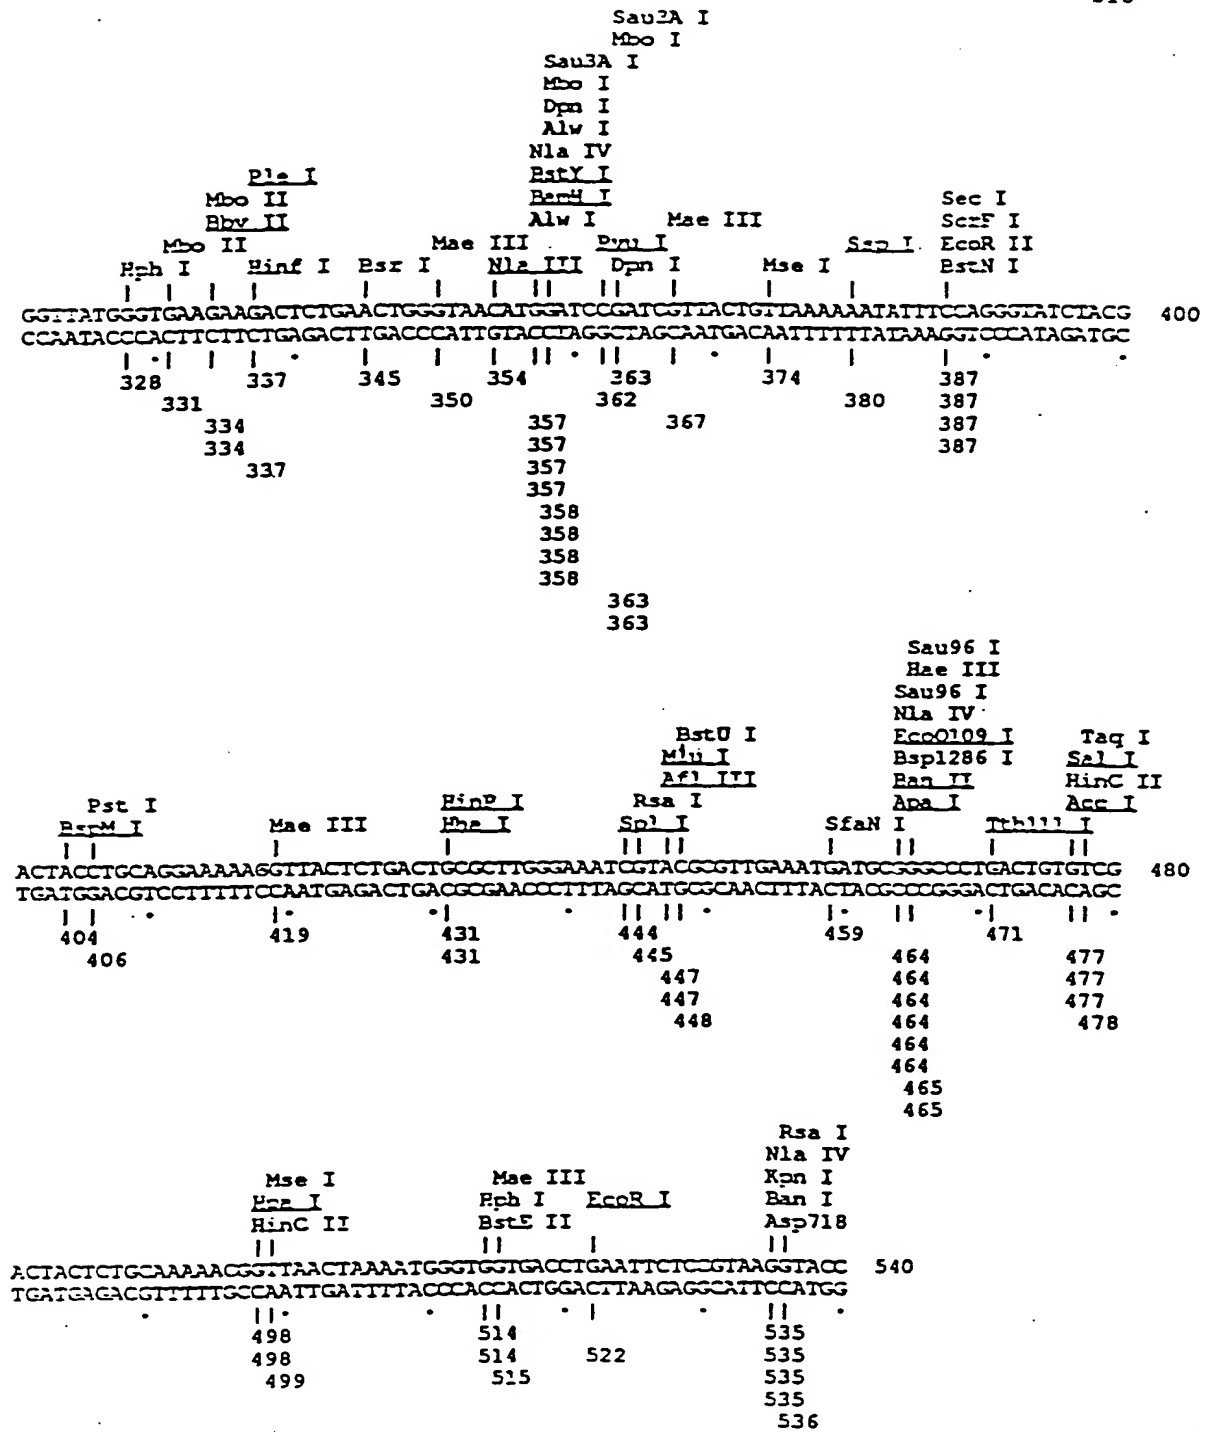 Sau3A I
Mbo I
Sau3A I
Mbo I
Dpn I
Alw I
Nla IV
Ple I BstY I
Mbo II BamH I Sec I
Bbv II Alw I Mae III ScrF I
Mbo II Mae III Pvu I Ssp I EcoR II
Hph I Hinf I Bsr I Nla III Dpn I Mse I BstN I
GGTTATGGGTGAAGAAGACTCTGAACTGGGTAACATGGATCCGATCGTTACTGTTAAAAAATATTTCCAGGGTATCTACG 400
CCAATACCCACTTCTTCTGAGACTTGACCCATTGTACCTAGGCTAGCAATGACAATTTTTTATAAAGGTCCCATAGATGC
328 337 345 354 363 374 387
331 350 362 380 387
334 357 367 387
334 357 387
337 357
357
358
358
358
358
363
363
Sau96 I
Hae III
Sau96 I
Nla IV
BstU I EcoO109 I Taq I
Mlu I Bsp1286 I Sal I
Pst I HinP I Afl III Ban II HinC II
BspM I Mae III Hha I Rsa I Apa I Acc I
Spl I SfaN I Tth111 I
ACTACCTGCAGGAAAAAGGTTACTCTGACTGCGCTTGGGAAATCGTACGCGTTGAAATGATGCGGGCCCTGACTGTGTCG 480
TGATGGACGTCCTTTTTCCAATGAGACTGACGCGAACCCTTTAGCATGCGCAACTTTACTACGCCCGGGACTGACACAGC
404 419 431 444 459 464 471 477
406 431 445 464 477
447 464 477
447 464 478
448 464
464
465
465
Rsa I
Nla IV
Mse I Mae III Kpn I
Hpa I Hph I EcoR I Ban I
HinC II BstE II Asp718
ACTACTCTGCAAAAACGGTTAACTAAAATGGGTGGTGACCTGAATTCTCCGTAAGGTACC 540
TGATGAGACGTTTTTGCCAATTGATTTTACCCACCACTGGACTTAAGAGGCATTCCATGG
498 514 522 535
498 514 535
499 515 535
535
536